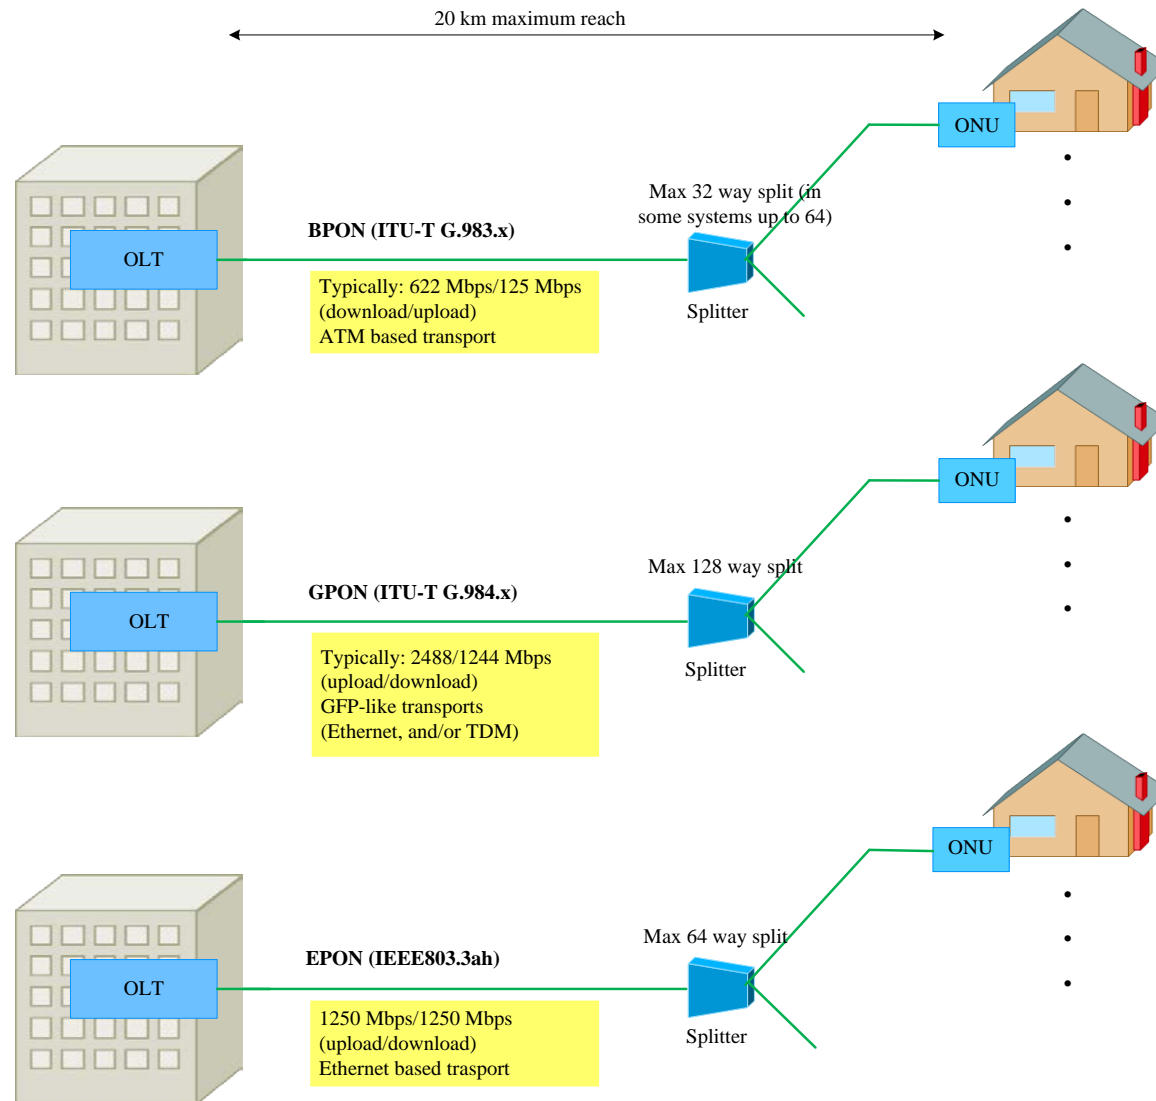 20 km maximum reach
ONU
Max 32 way split (in
some systems up to 64)
BPON (ITU-T G.983.x)
OLT
Typically: 622 Mbps/125 Mbps
(download/upload)
ATM based transport
Splitter
ONU
Max 128 way split
GPON (ITU-T G.984.x)
OLT
Typically: 2488/1244 Mbps
(upload/download)
GFP-like transports
(Ethernet, and/or TDM)
Splitter
ONU
Max 64 way split
EPON (IEEE803.3ah)
OLT
1250 Mbps/1250 Mbps
(upload/download)
Ethernet based trasport
Splitter